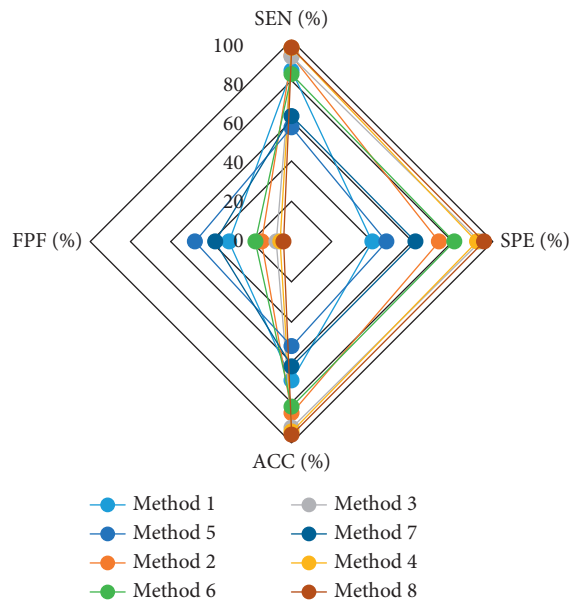 SEN (%)
100
80
60
40
20
0
FPF (%)
SPE (%)
ACC (%)
Method 1
Method 3
Method 5
Method 7
Method 2
Method 4
Method 6
Method 8